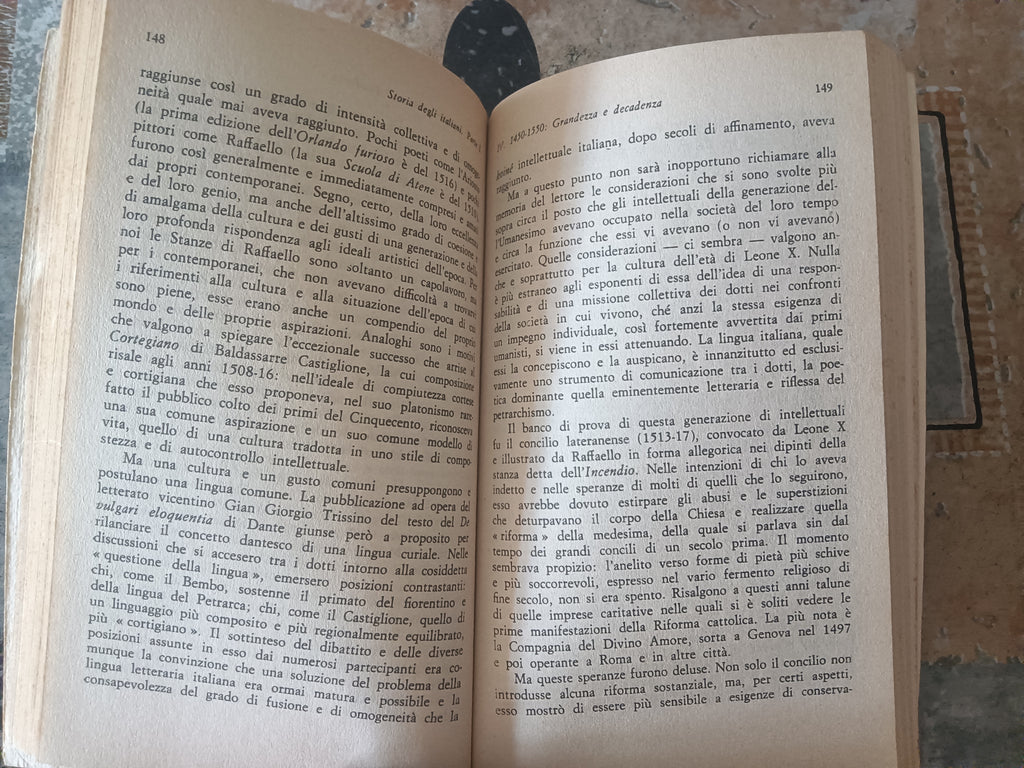 148
Storia degli italiani. Parte
raggiunse così un grado di intensità collettiva e di omoge-
neità quale mai aveva raggiunto. Pochi poeti come l'Ariosto
(la prima edizione dell'Orlando furioso è del 1516) e pochi
pittori come Raffaello (la sua Scuola di Atene è del 1510)
furono così generalmente e immediatamente compresi e amati
dai propri contemporanei. Segno, certo, della loro eccellenza
e del loro genio, ma anche dell'altissimo grado di coesione e
di amalgama della cultura e dei gusti di una generazione e della
loro profonda rispondenza agli ideali artistici dell'epoca. Per
noi le Stanze di Raffaello sono soltanto un capolavoro, ma
per i contemporanei, che non avevano difficoltà a trovarvi
i riferimenti alla cultura e alla situazione dell'epoca di cui
sono piene, esse erano anche un compendio del proprio
mondo e delle proprie aspirazioni. Analoghi sono i motivi
che valgono a spiegare l'eccezionale successo che arrise al
Cortegiano di Baldassarre Castiglione, la cui composizione
risale agli anni 1508-16: nell'ideale di compiutezza cortese
e cortigiana che esso proponeva, nel suo platonismo rare-
fatto il pubblico colto dei primi del Cinquecento, riconosceva
una sua comune aspirazione e un suo comune modello di
vita, quello di una cultura tradotta in uno stile di compo-
stezza e di autocontrollo intellettuale.
Ma una cultura e un gusto comuni presuppongono e
postulano una lingua comune. La pubblicazione ad opera del
letterato vicentino Gian Giorgio Trissino del testo del De
vulgari eloquentia di Dante giunse però a proposito per
rilanciare il concetto dantesco di una lingua curiale. Nelle
discussioni che si accesero tra i dotti intorno alla cosiddetta
« questione della lingua », emersero posizioni contrastanti:
chi, come il Bembo, sostenne il primato del fiorentino e
della lingua del Petrarca; chi, come il Castiglione, quello di
un linguaggio più composito e più regionalmente equilibrato,
più « cortigiano ». Il sottinteso del dibattito e delle diverse
posizioni assunte in esso dai numerosi partecipanti era co-
munque la convinzione che una soluzione del problema della
lingua letteraria italiana era ormai matura e possibile e la
consapevolezza del grado di fusione e di omogeneità che la
149
IV. 1450-1550: Grandezza e decadenza
koinè intellettuale italiana, dopo secoli di affinamento, aveva
raggiunto.
Ma a questo punto non sarà inopportuno richiamare alla
memoria del lettore le considerazioni che si sono svolte più
sopra circa il posto che gli intellettuali della generazione del-
l'Umanesimo avevano occupato nella società del loro tempo
e circa la funzione che essi vi avevano (o non vi avevano)
esercitato. Quelle considerazioni — ci sembra — valgono an-
che e soprattutto per la cultura dell'età di Leone X. Nulla
è più estraneo agli esponenti di essa dell'idea di una respon-
sabilità e di una missione collettiva dei dotti nei confronti
della società in cui vivono, ché anzi la stessa esigenza di
un impegno individuale, così fortemente avvertita dai primi
umanisti, si viene in essi attenuando. La lingua italiana, quale
essi la concepiscono e la auspicano, è innanzitutto ed esclusi-
vamente uno strumento di comunicazione tra i dotti, la poe-
tica dominante quella eminentemente letteraria e riflessa del
petrarchismo.
Il banco di prova di questa generazione di intellettuali
fu il concilio lateranense (1513-17), convocato da Leone X
e illustrato da Raffaello in forma allegorica nei dipinti della
stanza detta dell'Incendio. Nelle intenzioni di chi lo aveva
indetto e nelle speranze di molti di quelli che lo seguirono,
esso avrebbe dovuto estirpare gli abusi e le superstizioni
che deturpavano il corpo della Chiesa e realizzare quella
« riforma » della medesima, della quale si parlava sin dal
tempo dei grandi concili di un secolo prima. Il momento
sembrava propizio: l'anelito verso forme di pietà più schive
e più soccorrevoli, espresso nel vario fermento religioso di
fine secolo, non si era spento. Risalgono a questi anni talune
di quelle imprese caritative nelle quali si è soliti vedere le
prime manifestazioni della Riforma cattolica. La più nota è
la Compagnia del Divino Amore, sorta a Genova nel 1497
e poi operante a Roma e in altre città.
Ma queste speranze furono deluse. Non solo il concilio non
introdusse alcuna riforma sostanziale, ma, per certi aspetti,
esso mostrò di essere più sensibile a esigenze di conserva-